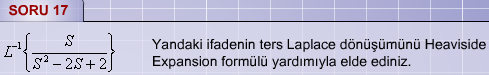 SORU 17
L⁻¹{S / (S² − 2S + 2)}
Yandaki ifadenin ters Laplace dönüşümünü Heaviside
Expansion formülü yardımıyla elde ediniz.